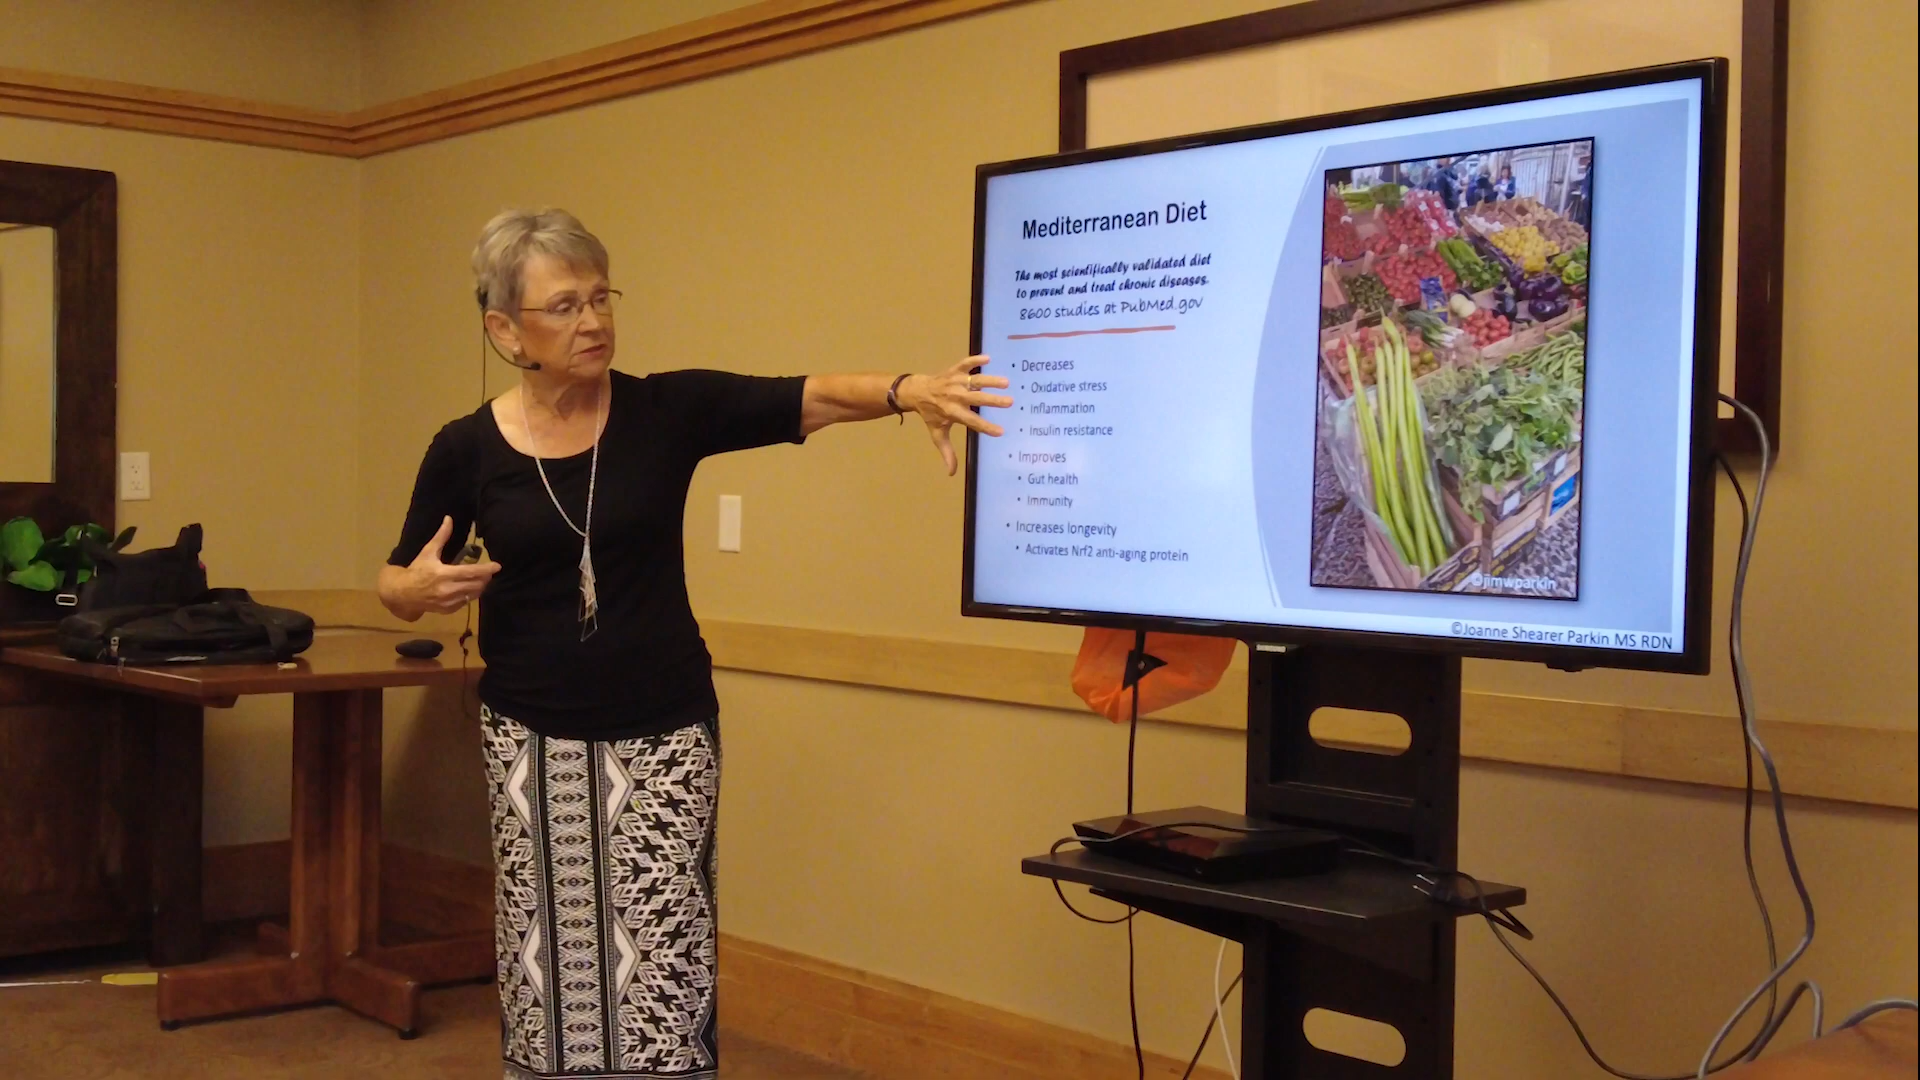 Mediterranean Diet
The most scientifically validated diet
to prevent and treat chronic diseases.
8600 studies at PubMed.gov
• Decreases
• Oxidative stress
• Inflammation
• Insulin resistance
• Improves
• Gut health
• Immunity
• Increases longevity
• Activates Nrf2 anti-aging protein
©jimwparkin
©Joanne Shearer Parkin MS RDN
SAMSUNG